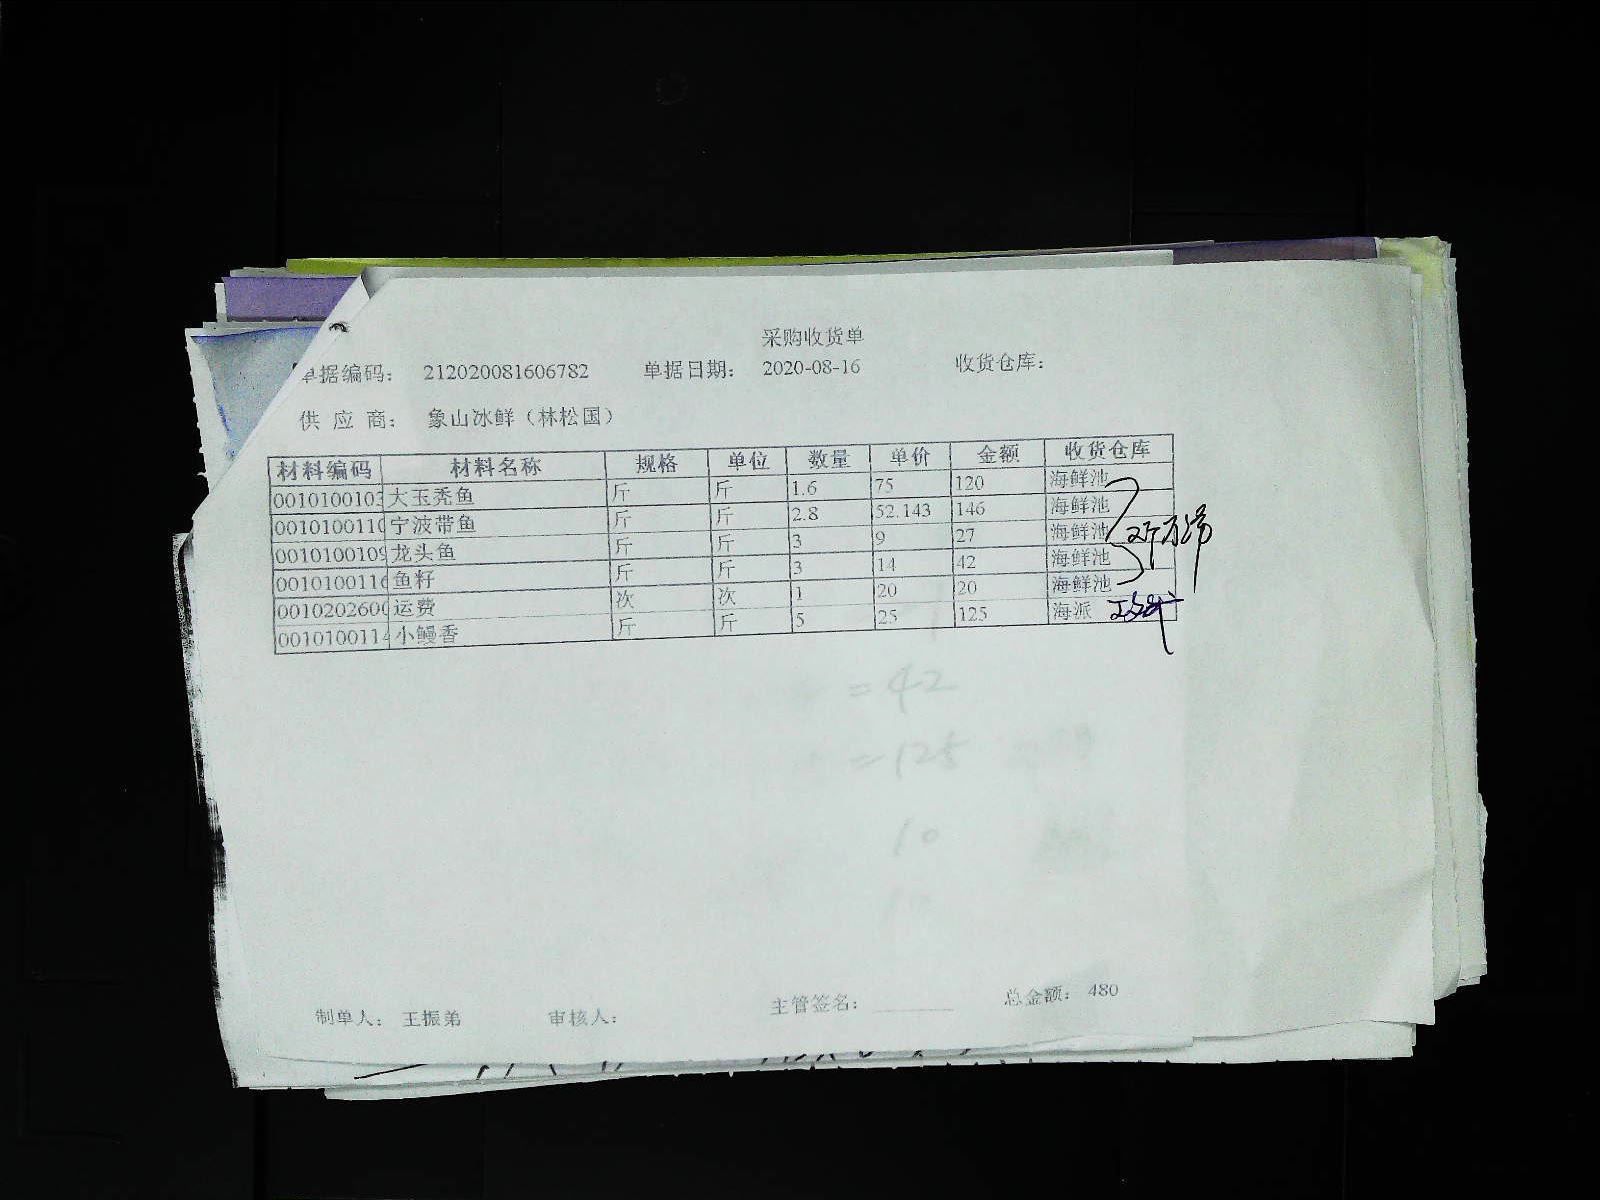 采购收货单
单据编码: 212020081606782 单据日期: 2020-08-16 收货仓库:
供 应 商: 象山冰鲜(林松国)
材料编码 材料名称 规格 单位 数量 单价 金额 收货仓库
0010100103 大玉秃鱼 斤 斤 1.6 75 120 海鲜池
001010011 宁波带鱼 斤 斤 2.8 52.143 146 海鲜池
001010010 龙头鱼 斤 斤 3 9 27 海鲜池
001010011 鱼籽 斤 斤 3 14 42 海鲜池
001020260 运费 次 次 1 20 20 海鲜池
001010011 小鳗香 斤 斤 5 25 125 海派
=42
=125
10
制单人: 王振弟 审核人: 主管签名: 总金额: 480